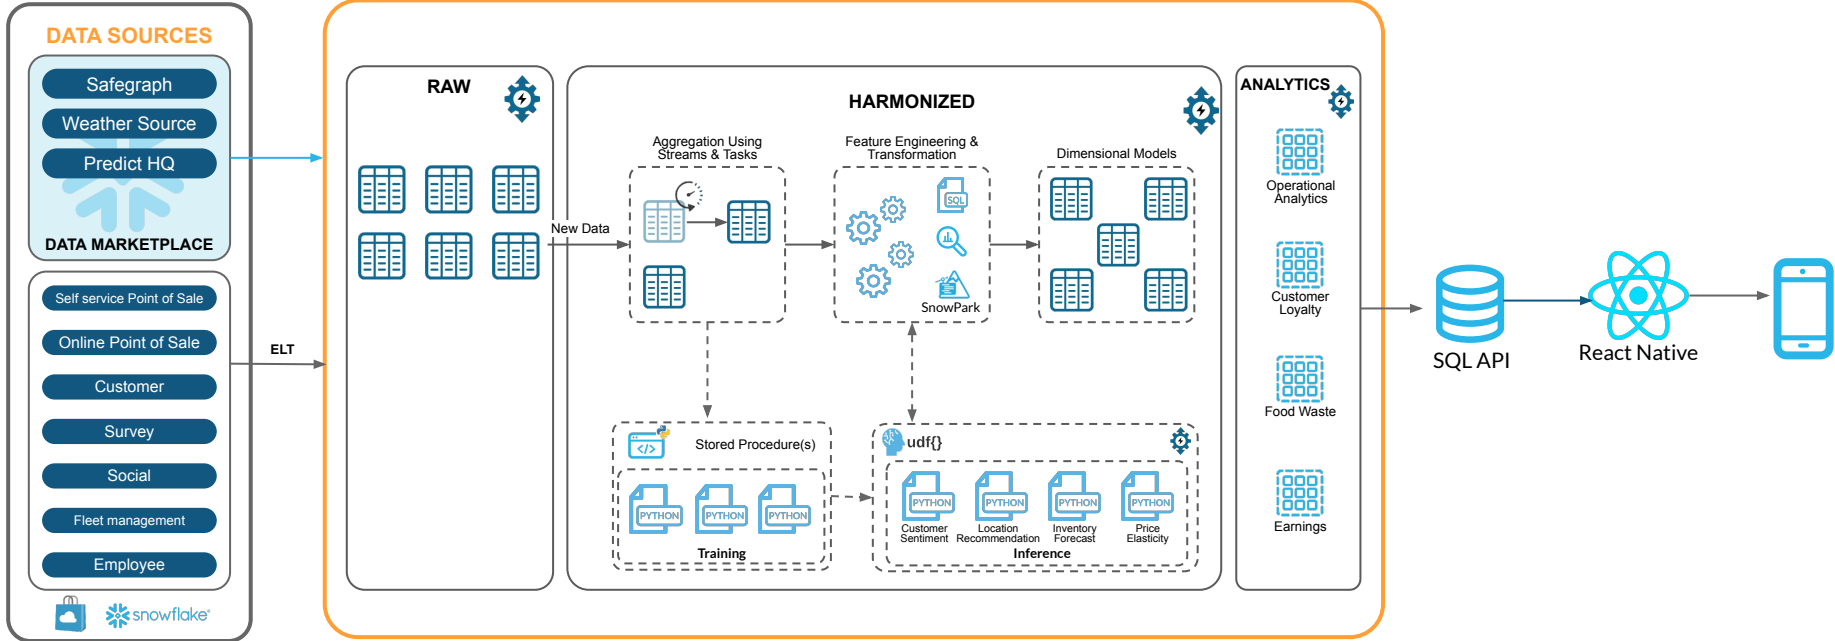 DATA SOURCES
Safegraph
Weather Source
Predict HQ
DATA MARKETPLACE
Self service Point of Sale
Online Point of Sale
Customer
Survey
Social
Fleet management
Employee
snowflake®
ELT
RAW
New Data
HARMONIZED
Aggregation Using
Streams & Tasks
Feature Engineering &
Transformation
SQL
SnowPark
Dimensional Models
</>
Stored Procedure(s)
PYTHON
PYTHON
PYTHON
Training
udf{}
PYTHON
PYTHON
PYTHON
PYTHON
Customer
Sentiment
Location
Recommendation
Inventory
Forecast
Price
Elasticity
Inference
ANALYTICS
Operational
Analytics
Customer
Loyalty
Food Waste
Earnings
SQL API
React Native